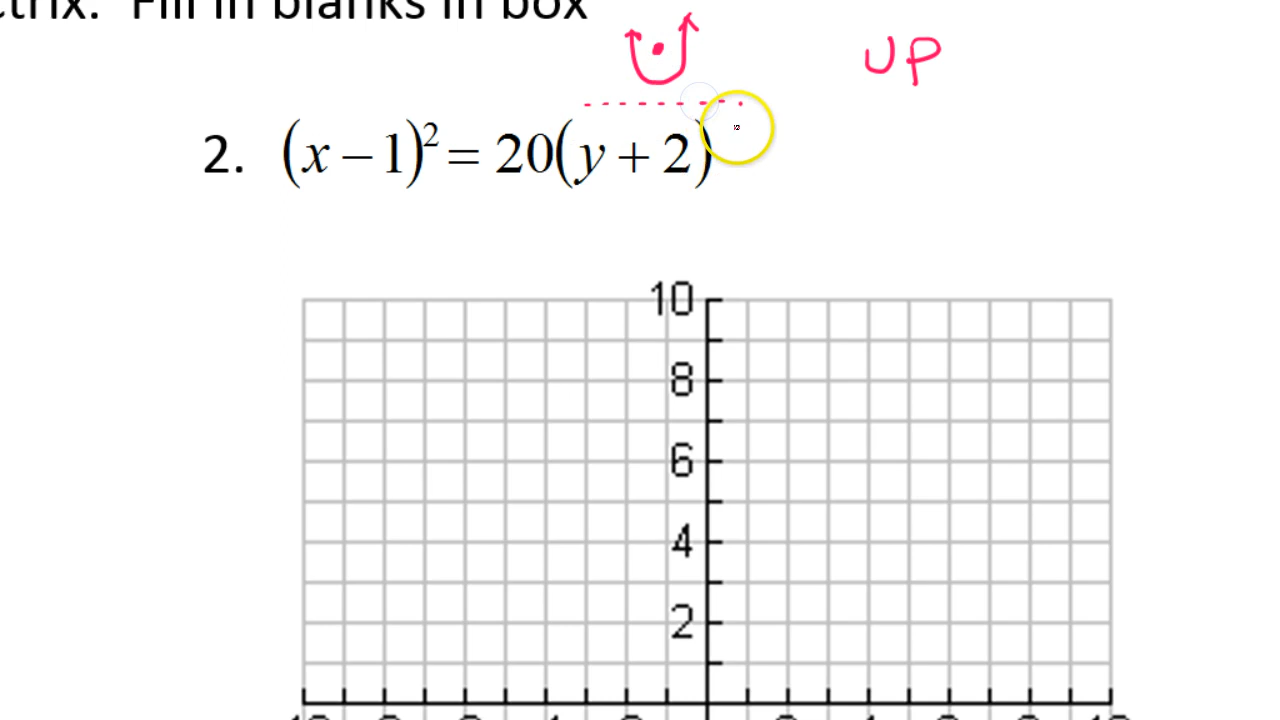 Fill in blanks in box
UP
2. (x − 1)² = 20(y + 2)
10
8
6
4
2